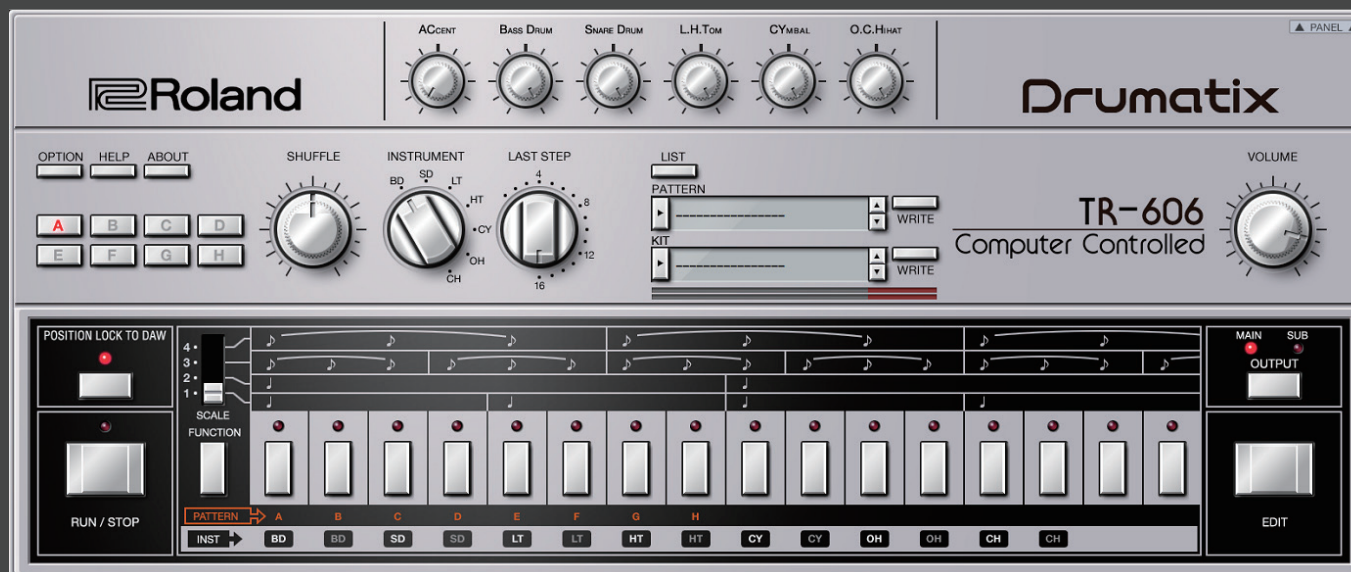 ACCENT BASS DRUM SNARE DRUM L.H.TOM CYMBAL O.C.HIHAT
▲ PANEL ▲
Roland
Drumatix
OPTION HELP ABOUT
SHUFFLE
INSTRUMENT
BD SD LT HT CY OH CH
LAST STEP
4 8 12 16
LIST
PATTERN
----------------
WRITE
KIT
----------------
WRITE
TR-606
Computer Controlled
VOLUME
A B C D
E F G H
POSITION LOCK TO DAW
RUN / STOP
4
3
2
1
SCALE
FUNCTION
PATTERN A B C D E F G H
INST BD BD SD SD LT LT HT HT CY CY OH OH CH CH
MAIN SUB
OUTPUT
EDIT